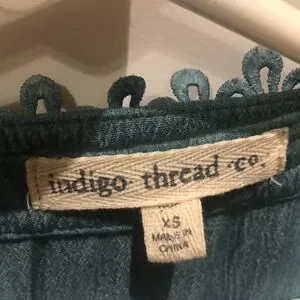 indigo thread · co.
XS
MADE IN
CHINA